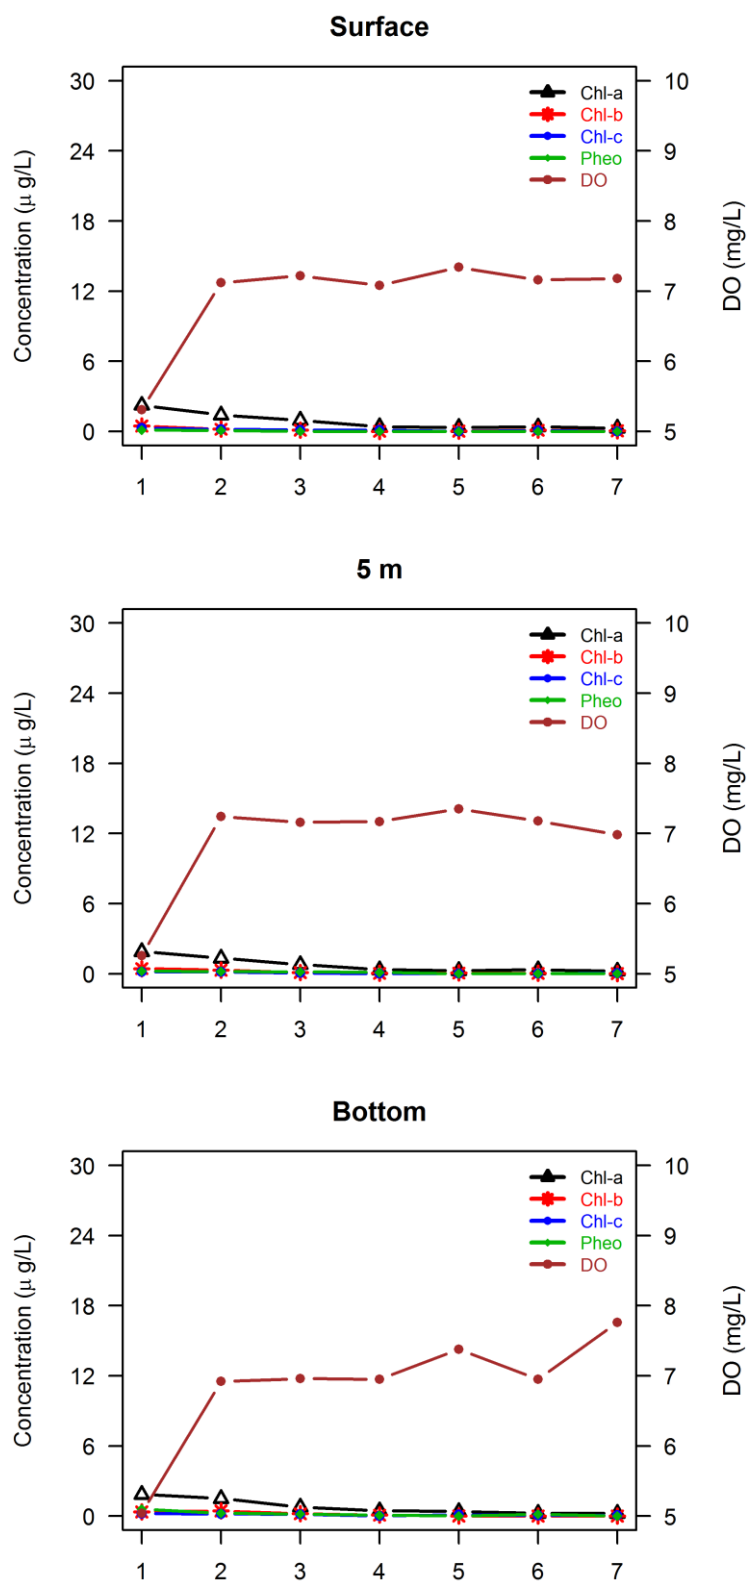 Surface
30
24
18
12
6
0
Concentration (μ g/L)
10
9
8
7
6
5
DO (mg/L)
Chl-a
Chl-b
Chl-c
Pheo
DO
1 2 3 4 5 6 7
5 m
30
24
18
12
6
0
Concentration (μ g/L)
10
9
8
7
6
5
DO (mg/L)
Chl-a
Chl-b
Chl-c
Pheo
DO
1 2 3 4 5 6 7
Bottom
30
24
18
12
6
0
Concentration (μ g/L)
10
9
8
7
6
5
DO (mg/L)
Chl-a
Chl-b
Chl-c
Pheo
DO
1 2 3 4 5 6 7